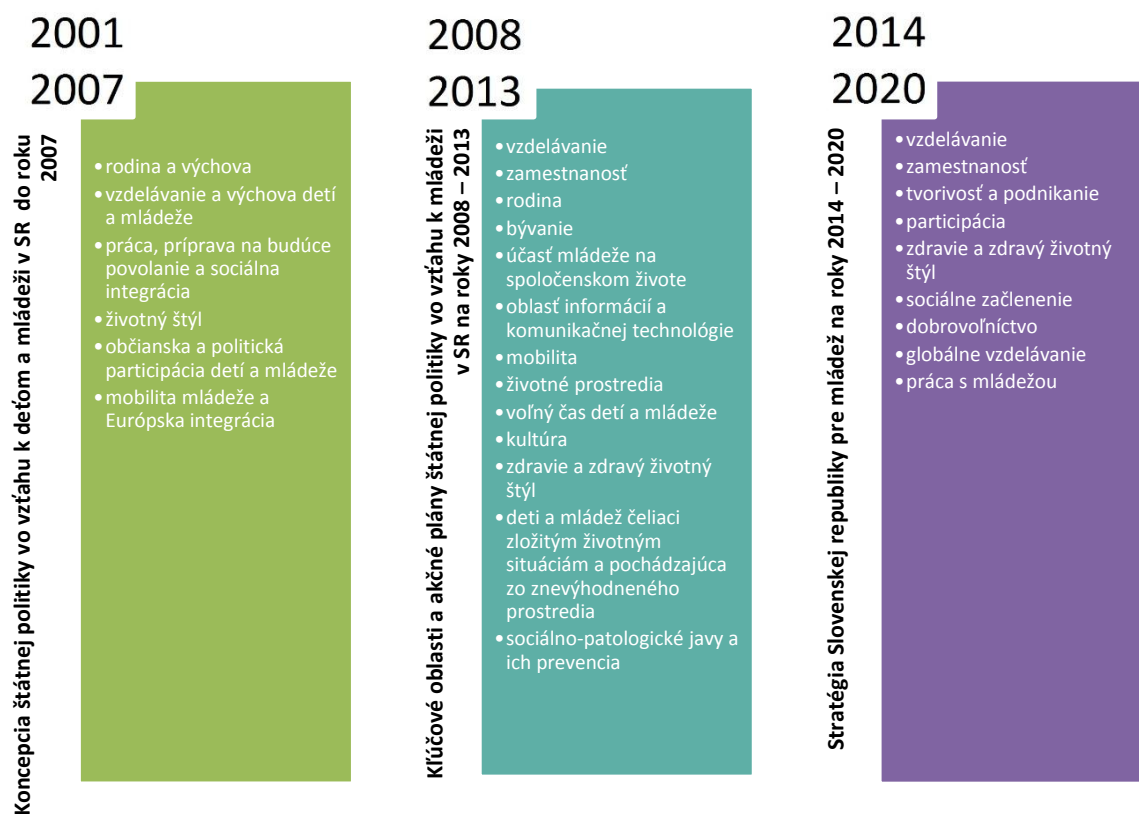 2001
2007
Koncepcia štátnej politiky vo vzťahu k deťom a mládeži v SR do roku
2007
•rodina a výchova
•vzdelávanie a výchova detí
a mládeže
•práca, príprava na budúce
povolanie a sociálna
integrácia
•životný štýl
•občianska a politická
participácia detí a mládeže
•mobilita mládeže a
Európska integrácia
2008
2013
Kľúčové oblasti a akčné plány štátnej politiky vo vzťahu k mládeži
v SR na roky 2008 – 2013
•vzdelávanie
•zamestnanosť
•rodina
•bývanie
•účasť mládeže na
spoločenskom živote
•oblasť informácií a
komunikačnej technológie
•mobilita
•životné prostredia
•voľný čas detí a mládeže
•kultúra
•zdravie a zdravý životný
štýl
•deti a mládež čeliaci
zložitým životným
situáciám a pochádzajúca
zo znevýhodneného
prostredia
•sociálno-patologické javy a
ich prevencia
2014
2020
Stratégia Slovenskej republiky pre mládež na roky 2014 – 2020
•vzdelávanie
•zamestnanosť
•tvorivosť a podnikanie
•participácia
•zdravie a zdravý životný
štýl
•sociálne začlenenie
•dobrovoľníctvo
•globálne vzdelávanie
•práca s mládežou